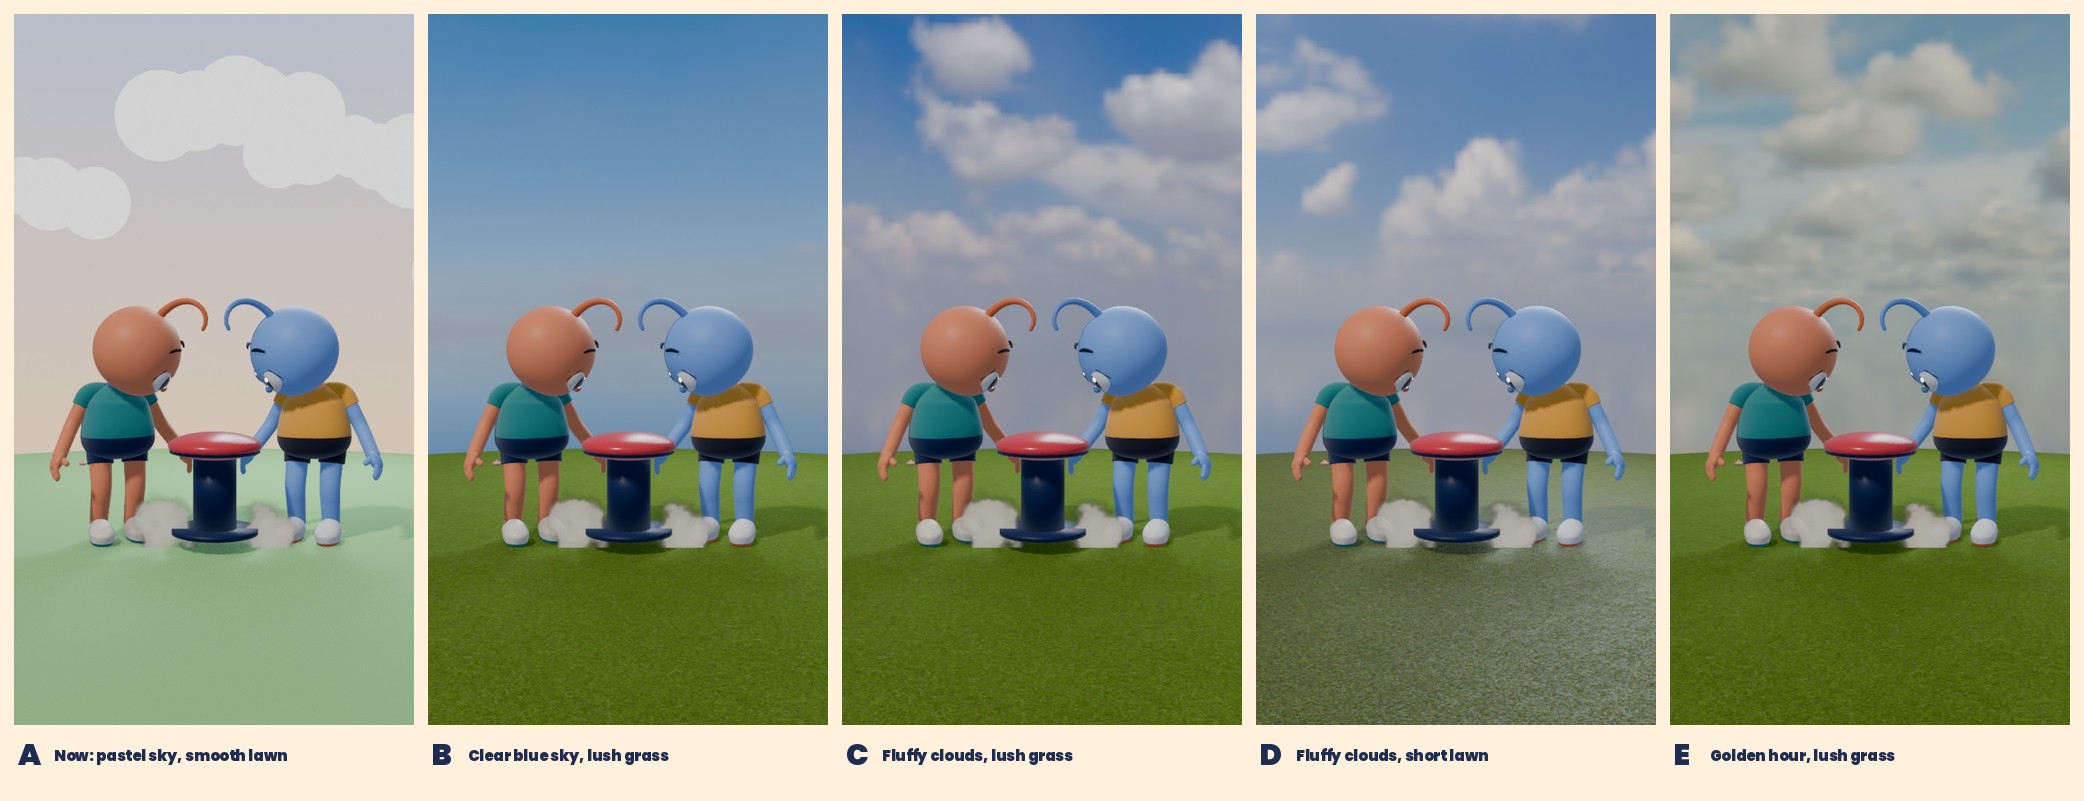 A Now: pastel sky, smooth lawn
B Clear blue sky, lush grass
C Fluffy clouds, lush grass
D Fluffy clouds, short lawn
E Golden hour, lush grass